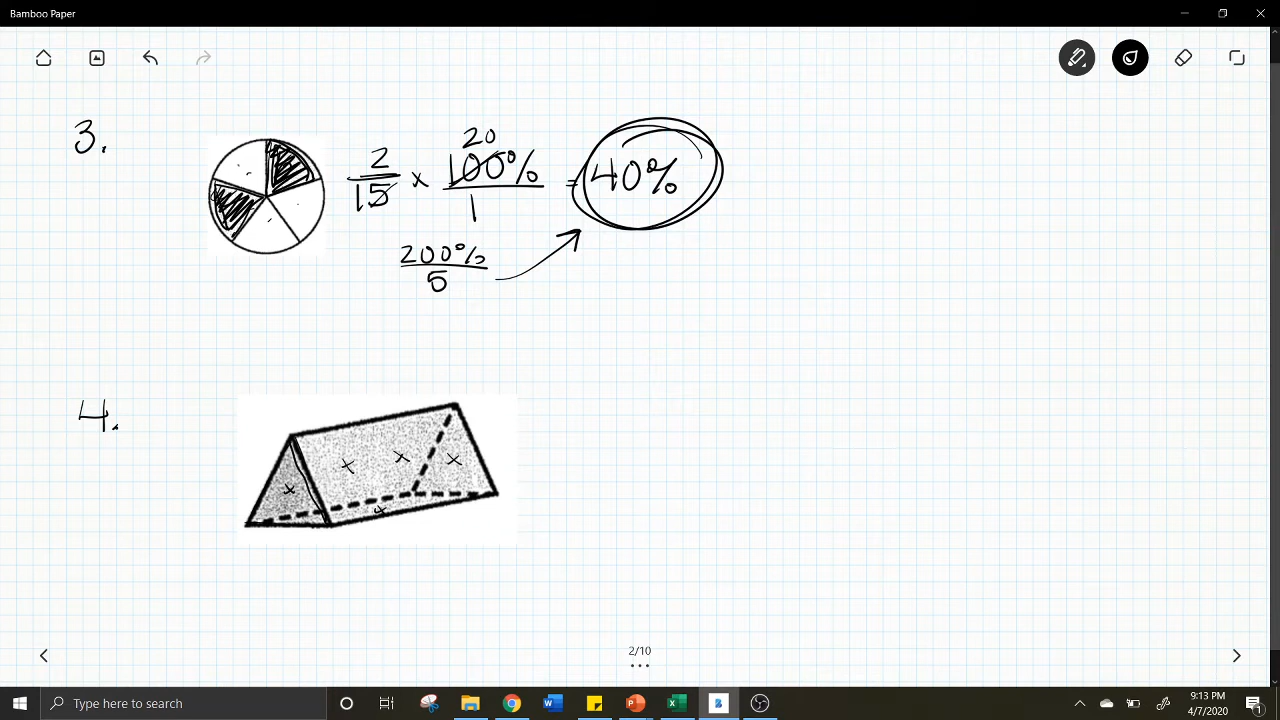 Bamboo Paper
3.
2/15 x 20 100%/1 = 40%
200%/5
4.
x x x x x
2/10
Type here to search
9:13 PM
4/7/2020